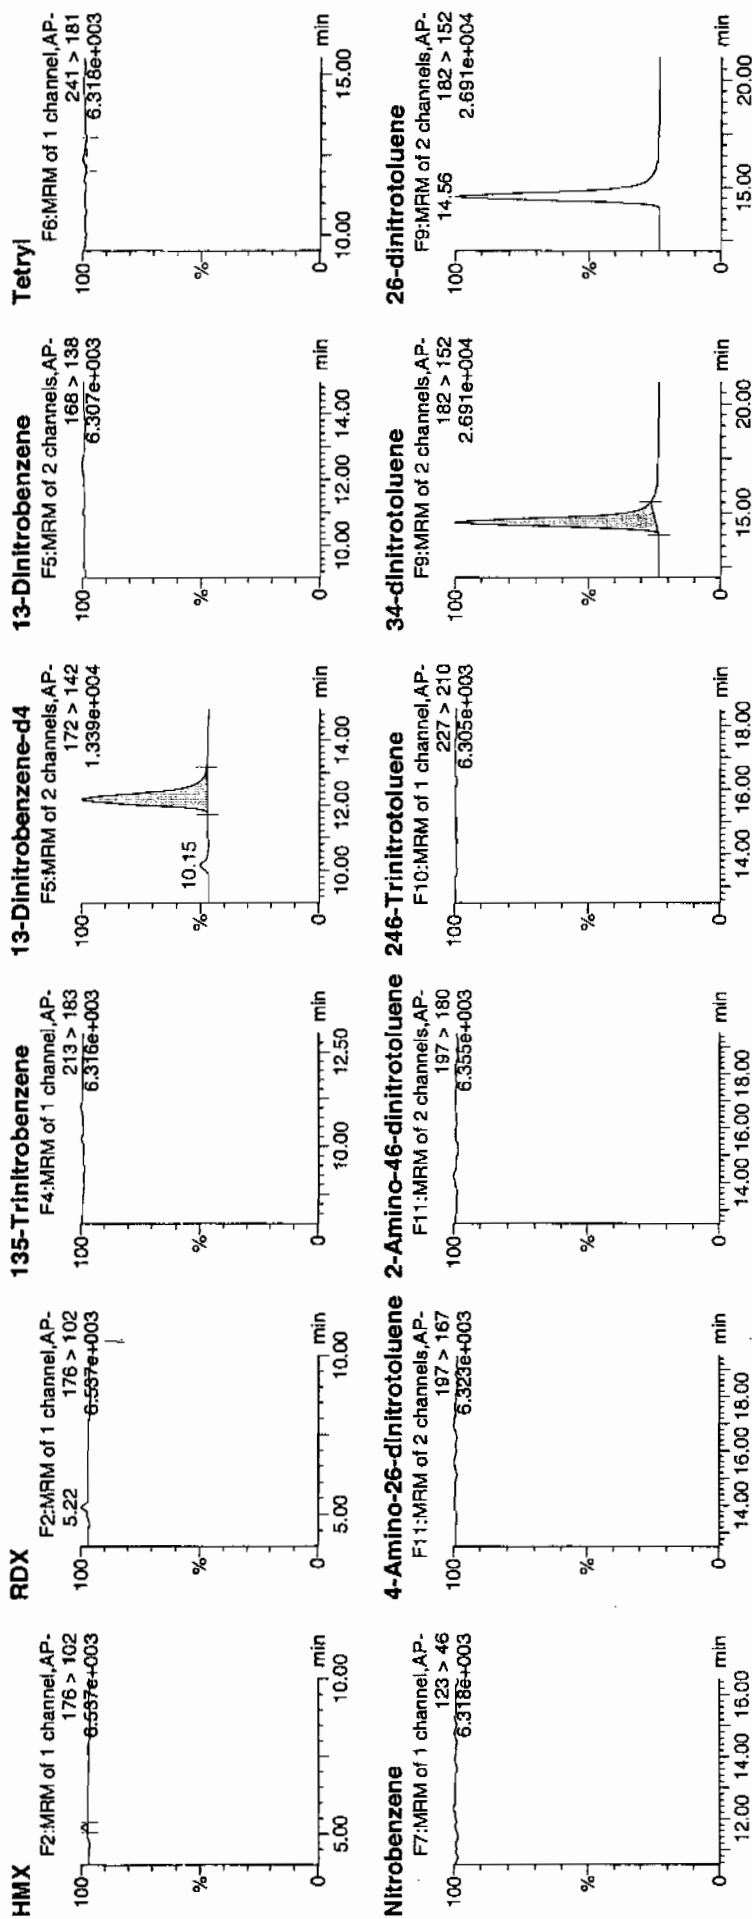 HMX
F2:MRM of 1 channel,AP-
176 > 102
6.537e+003
100
%
0
5.00
10.00
min
RDX
F2:MRM of 1 channel,AP-
176 > 102
6.537e+003
5.22
100
%
0
5.00
10.00
min
135-Trinitrobenzene
F4:MRM of 1 channel,AP-
213 > 183
6.316e+003
100
%
0
10.00
12.50
min
13-Dinitrobenzene-d4
F5:MRM of 2 channels,AP-
172 > 142
1.339e+004
10.15
100
%
0
10.00
12.00
14.00
min
13-Dinitrobenzene
F5:MRM of 2 channels,AP-
168 > 138
6.307e+003
100
%
0
10.00
12.00
14.00
min
Tetryl
F6:MRM of 1 channel,AP-
241 > 181
6.318e+003
100
%
0
10.00
15.00
min
Nitrobenzene
F7:MRM of 1 channel,AP-
123 > 46
6.318e+003
100
%
0
12.00
14.00
16.00
min
4-Amino-26-dinitrotoluene
F11:MRM of 2 channels,AP-
197 > 167
6.323e+003
100
%
0
14.00
16.00
18.00
min
2-Amino-46-dinitrotoluene
F11:MRM of 2 channels,AP-
197 > 180
6.355e+003
100
%
0
14.00
16.00
18.00
min
246-Trinitrotoluene
F10:MRM of 1 channel,AP-
227 > 210
6.305e+003
100
%
0
14.00
16.00
18.00
min
34-dinitrotoluene
F9:MRM of 2 channels,AP-
182 > 152
2.691e+004
100
%
0
15.00
20.00
min
26-dinitrotoluene
F9:MRM of 2 channels,AP-
182 > 152
2.691e+004
14.56
100
%
0
15.00
20.00
min